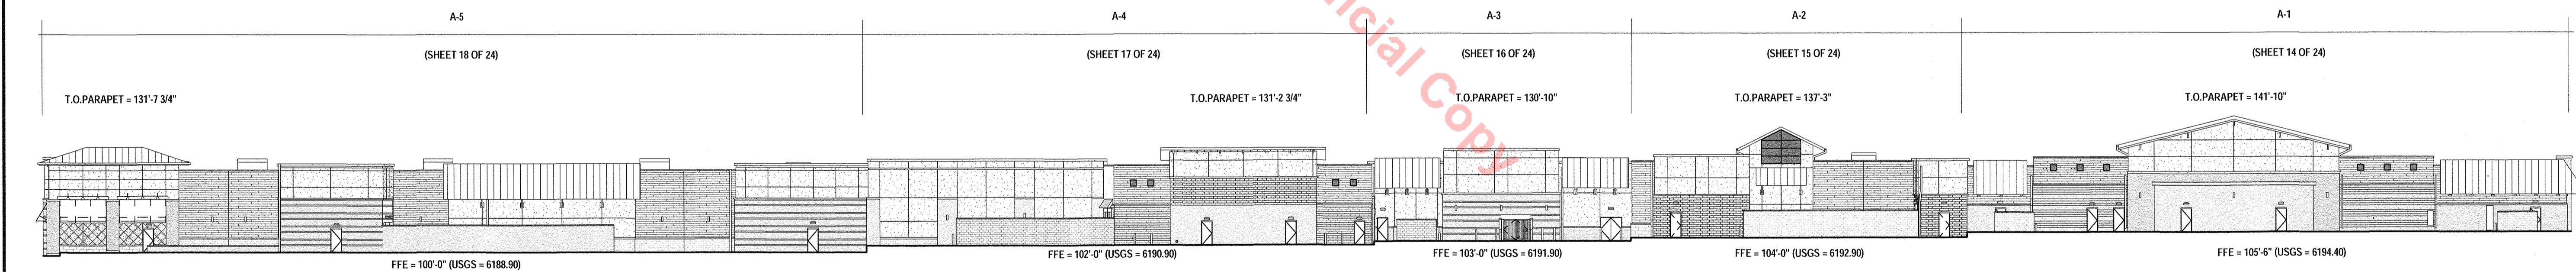 A-5
A-4
A-3
A-2
A-1
(SHEET 18 OF 24)
(SHEET 17 OF 24)
(SHEET 16 OF 24)
(SHEET 15 OF 24)
(SHEET 14 OF 24)
T.O.PARAPET = 131'-7 3/4"
T.O.PARAPET = 131'-2 3/4"
T.O.PARAPET = 130'-10"
T.O.PARAPET = 137'-3"
T.O.PARAPET = 141'-10"
Copy
FFE = 100'-0" (USGS = 6188.90)
FFE = 102'-0" (USGS = 6190.90)
FFE = 103'-0" (USGS = 6191.90)
FFE = 104'-0" (USGS = 6192.90)
FFE = 105'-6" (USGS = 6194.40)